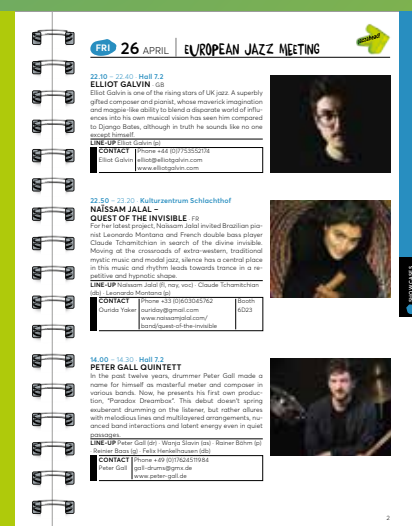 jazzahead!
FRI 26 APRIL EUROPEAN JAZZ MEETING
22.10 – 22.40 · Hall 7.2
ELLIOT GALVIN · GB
Elliot Galvin is one of the rising stars of UK jazz. A superbly
gifted composer and pianist, whose maverick imagination
and magpie-like ability to blend a disparate world of influ-
ences into his own musical vision has seen him compared
to Django Bates, although in truth he sounds like no one
except himself.
LINE-UP Elliot Galvin (p)
CONTACT Phone +44 (0)7753552174
Elliot Galvin elliot@elliotgalvin.com
www.elliotgalvin.com
22.50 – 23.20 · Kulturzentrum Schlachthof
NAÏSSAM JALAL –
QUEST OF THE INVISIBLE · FR
For her latest project, Naïssam Jalal invited Brazilian pia-
nist Leonardo Montana and French double bass player
Claude Tchamitchian in search of the divine invisible.
Moving at the crossroads of extra-western, traditional
mystic music and modal jazz, silence has a central place
in this music and rhythm leads towards trance in a re-
petitive and hypnotic shape.
LINE-UP Naïssam Jalal (fl, nay, voc) · Claude Tchamitchian
(db) · Leonardo Montana (p)
CONTACT Phone +33 (0)603045762 Booth
Ounda Yaker ouriday@gmail.com 6D23
www.naissamjalal.com/
band/quest-of-the-invisible
14.00 – 14.30 · Hall 7.2
PETER GALL QUINTETT
In the past twelve years, drummer Peter Gall made a
name for himself as masterful meter and composer in
various bands. Now, he presents his first own produc-
tion, "Paradox Dreambox". This debut doesn't spring
exuberant drumming on the listener, but rather allures
with melodious lines and multilayered arrangements, nu-
anced band interactions and latent energy even in quiet
passages.
LINE-UP Peter Gall (dr) · Wanja Slavin (as) · Rainer Böhm (p)
· Reinier Baas (g) · Felix Henkelhausen (db)
CONTACT Phone +49 (0)17624511984
Peter Gall gall-drums@gmx.de
www.peter-gall.de
SHOWCASES
2